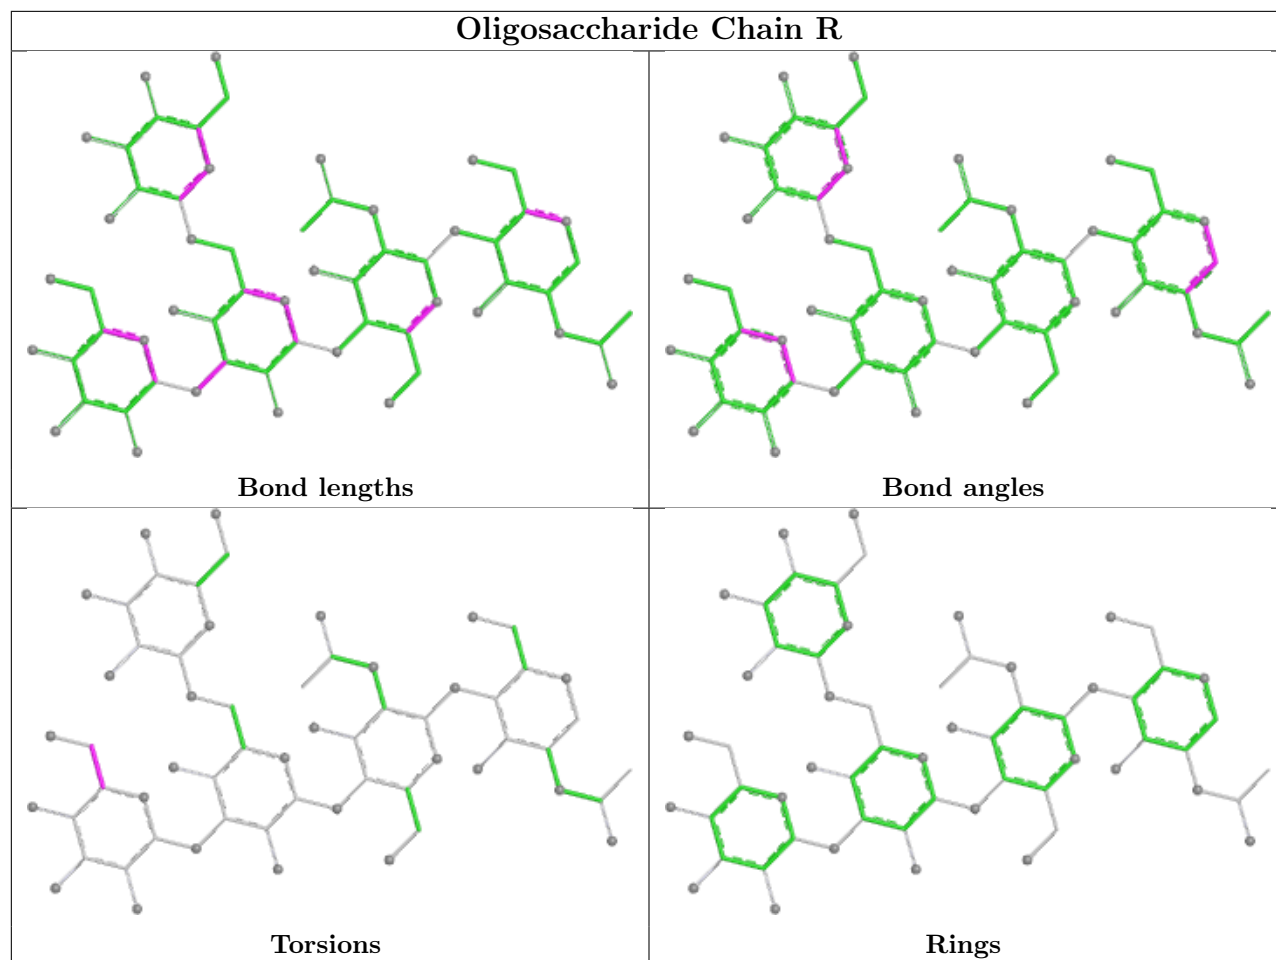 Oligosaccharide Chain R
Bond lengths
Bond angles
Torsions
Rings